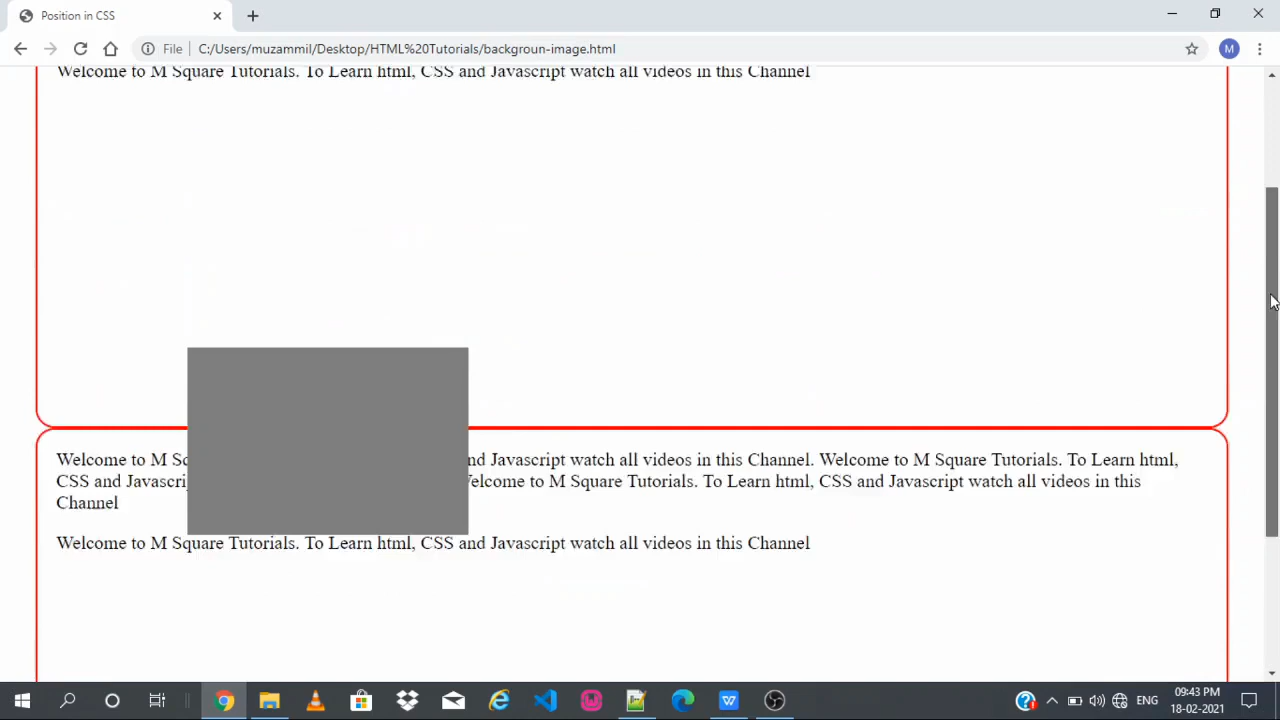 Position in CSS
File C:/Users/muzammil/Desktop/HTML%20Tutorials/backgroun-image.html
M
Welcome to M Square Tutorials. To Learn html, CSS and Javascript watch all videos in this Channel
Welcome to M nd Javascript watch all videos in this Channel. Welcome to M Square Tutorials. To Learn html,
CSS and elcome to M Square Tutorials. To Learn html, CSS and Javascript watch all videos in this
Channel
Welcome to M Square Tutorials. To Learn html, CSS and Javascript watch all videos in this Channel
ENG
09:43 PM
18-02-2021